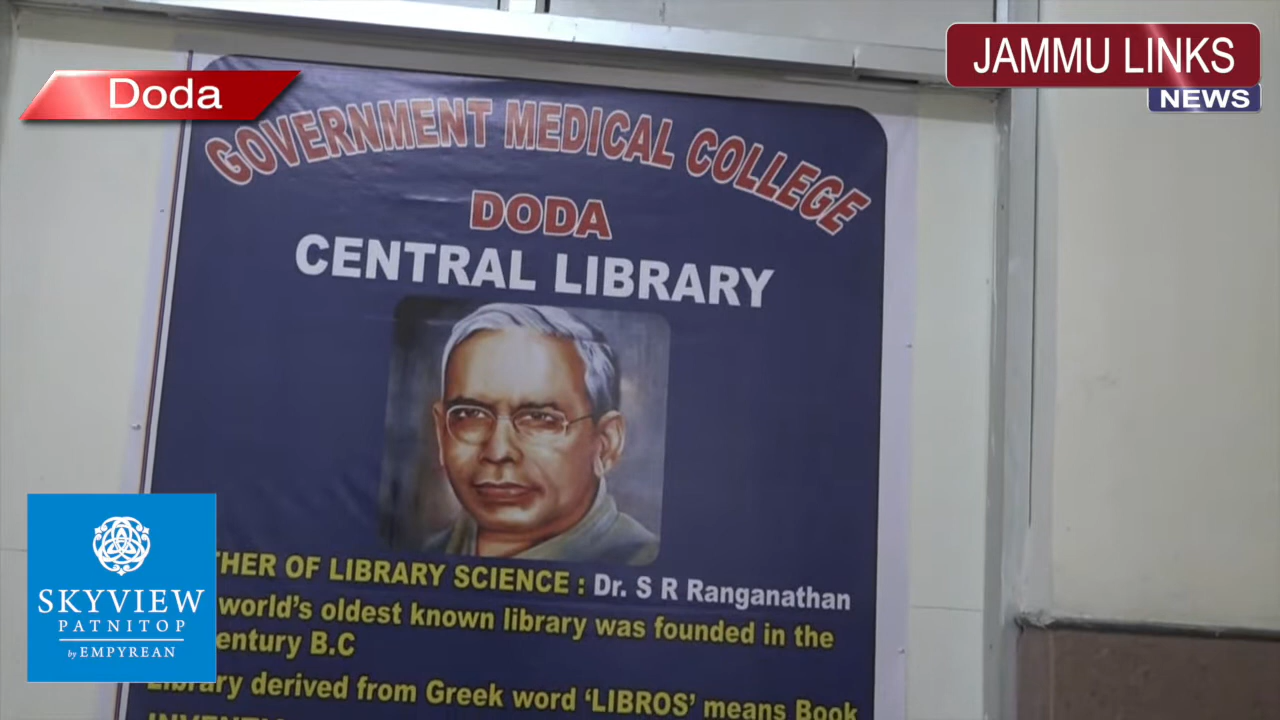 JAMMU LINKS
NEWS
Doda
GOVERNMENT MEDICAL COLLEGE
DODA
CENTRAL LIBRARY
THER OF LIBRARY SCIENCE : Dr. S R Ranganathan
world's oldest known library was founded in the
entury B.C
Library derived from Greek word 'LIBROS' means Book
SKYVIEW
PATNITOP
by EMPYREAN